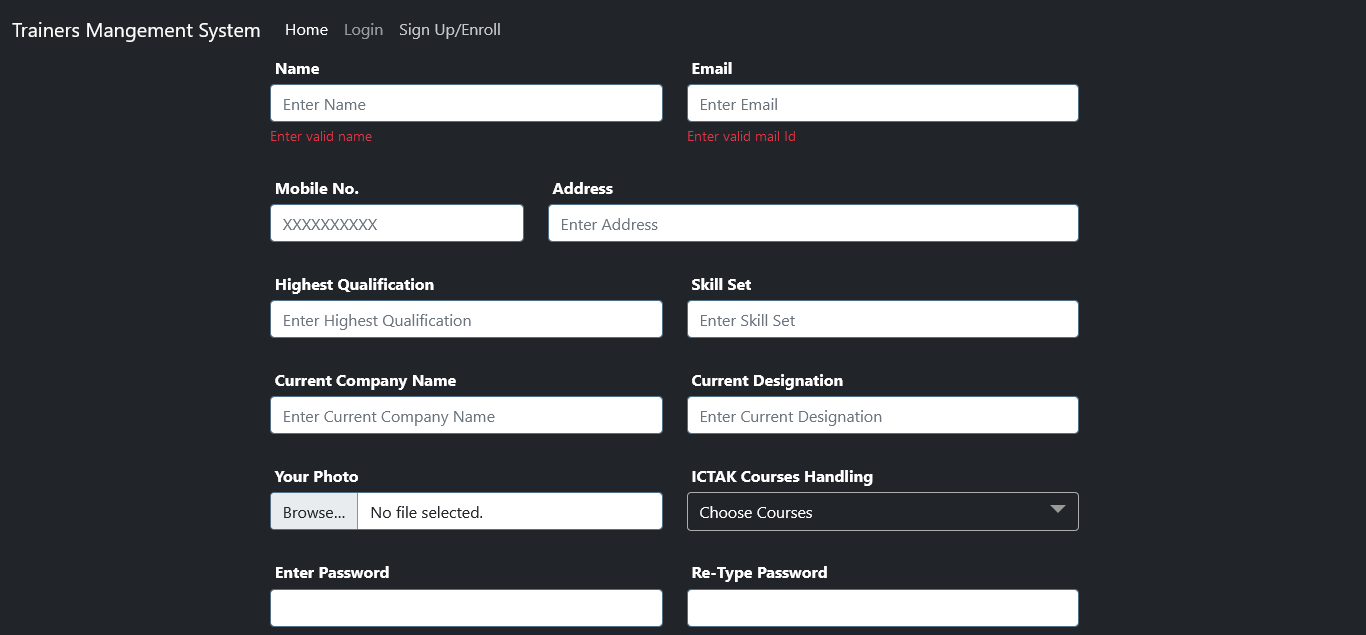 Trainers Mangement System Home Login Sign Up/Enroll
Name Email
Enter Name Enter Email
Enter valid name Enter valid mail Id
Mobile No. Address
XXXXXXXXXX Enter Address
Highest Qualification Skill Set
Enter Highest Qualification Enter Skill Set
Current Company Name Current Designation
Enter Current Company Name Enter Current Designation
Your Photo ICTAK Courses Handling
Browse... No file selected. Choose Courses
Enter Password Re-Type Password